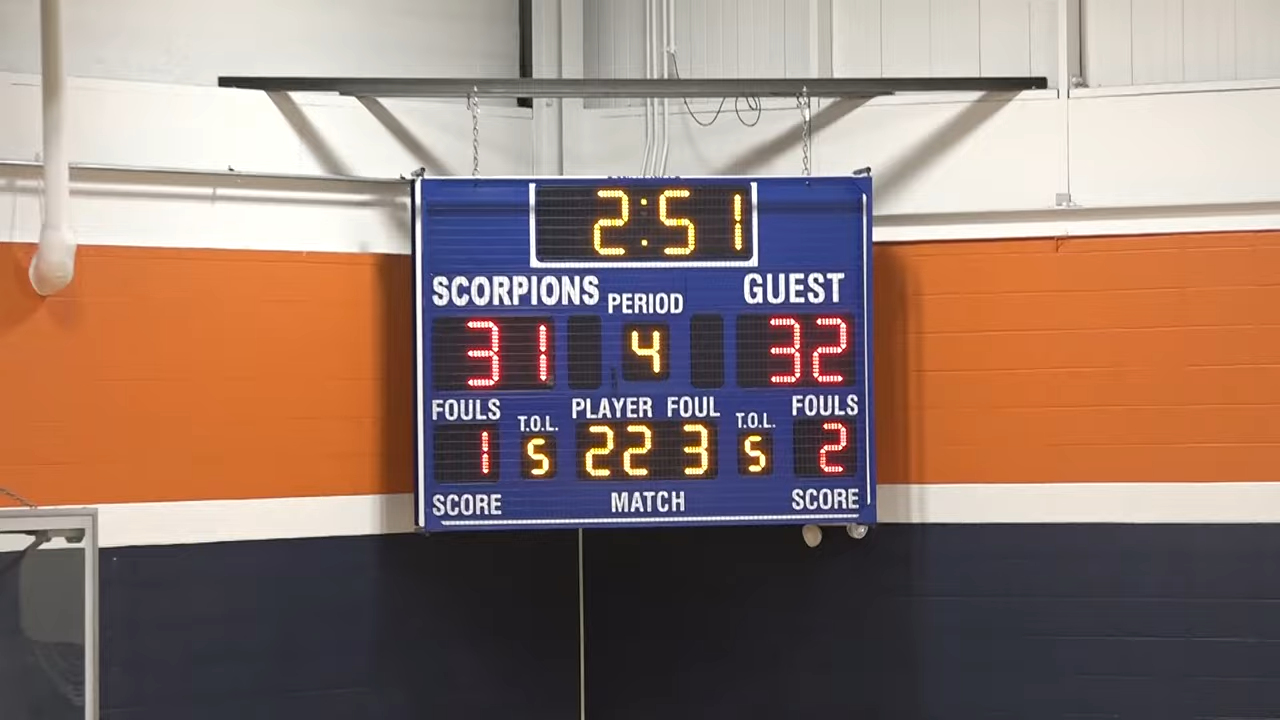 2:51
SCORPIONS PERIOD GUEST
31 4 32
FOULS T.O.L. PLAYER FOUL T.O.L. FOULS
1 5 22 3 5 2
SCORE MATCH SCORE